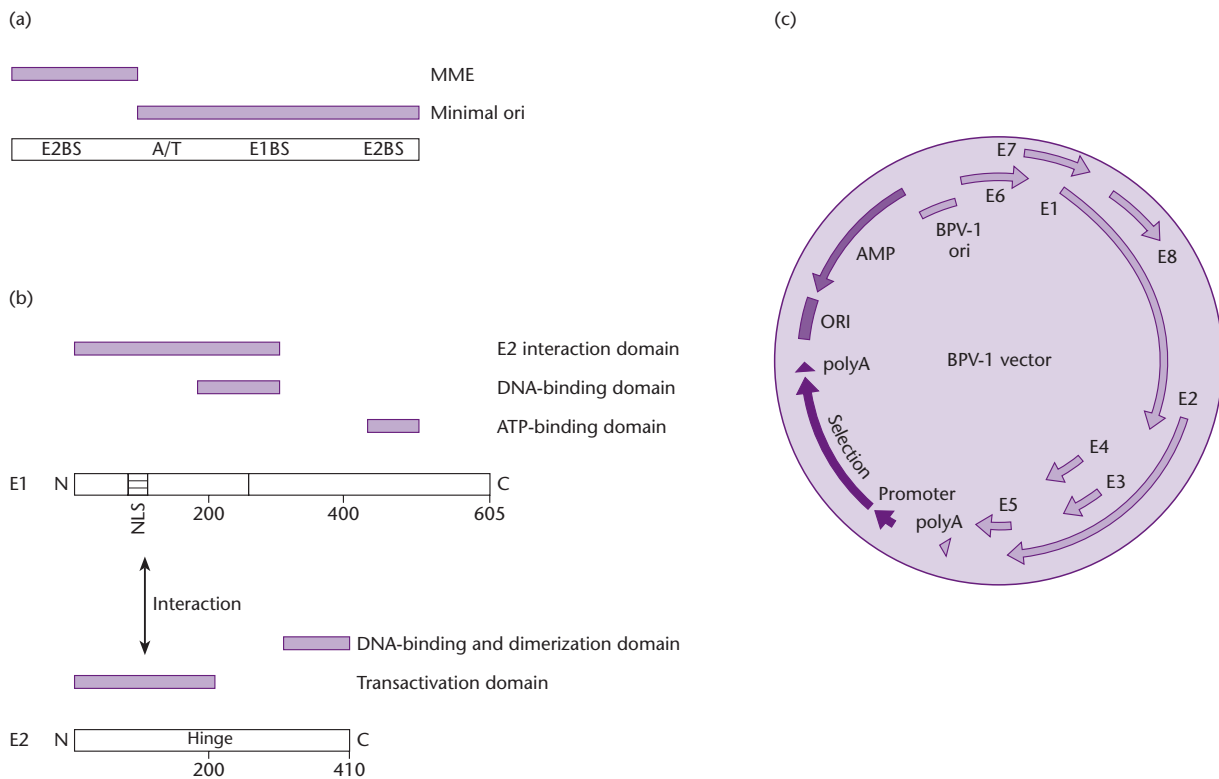 (a)
MME
Minimal ori
E2BS A/T E1BS E2BS
(b)
E2 interaction domain
DNA-binding domain
ATP-binding domain
E1 N C
NLS
200 400 605
Interaction
DNA-binding and dimerization domain
Transactivation domain
E2 N Hinge C
200 410
(c)
E7
E6
E1
BPV-1
ori
E8
AMP
ORI
polyA
BPV-1 vector
E2
Selection
E4
E3
Promoter
E5
polyA